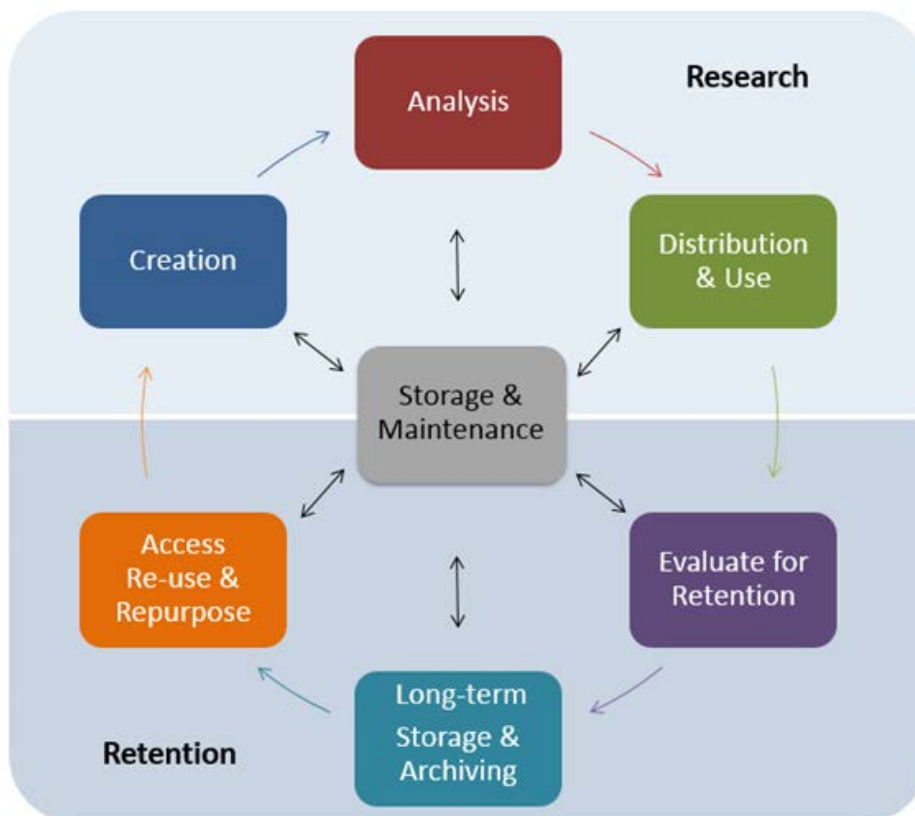 Analysis
Research
Creation
Distribution
& Use
Storage &
Maintenance
Access
Re-use &
Repurpose
Evaluate for
Retention
Long-term
Storage &
Archiving
Retention